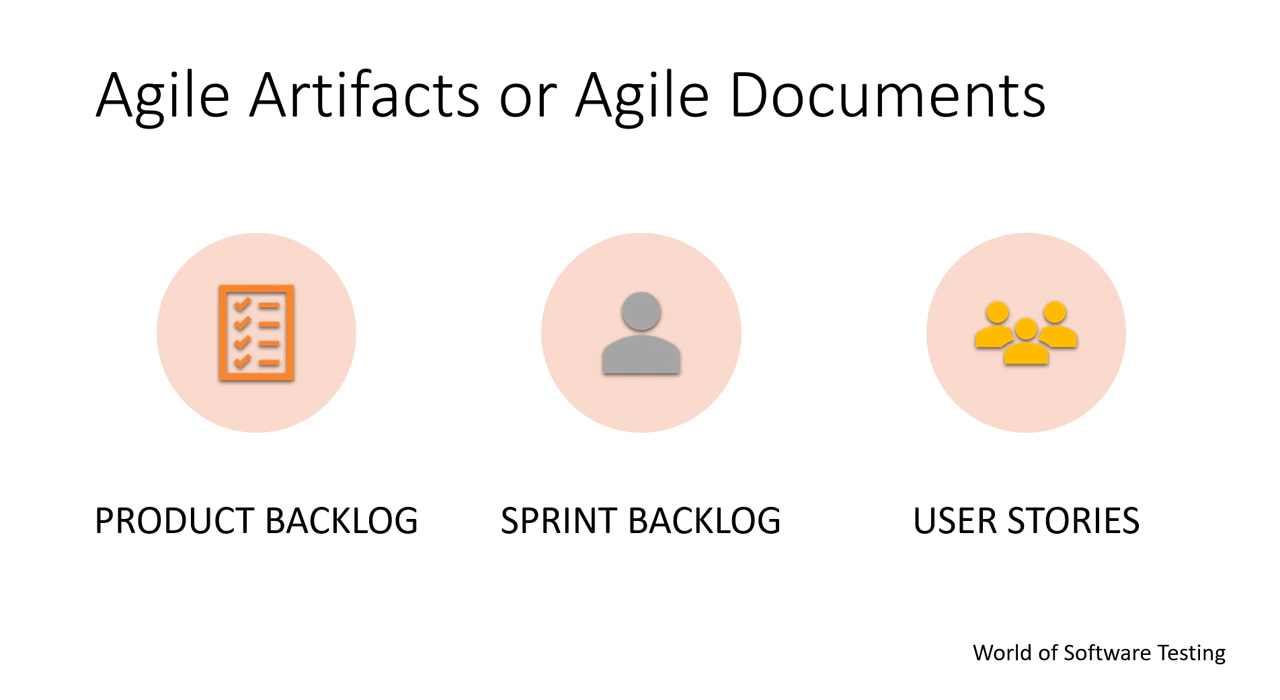 Agile Artifacts or Agile Documents
PRODUCT BACKLOG
SPRINT BACKLOG
USER STORIES
World of Software Testing